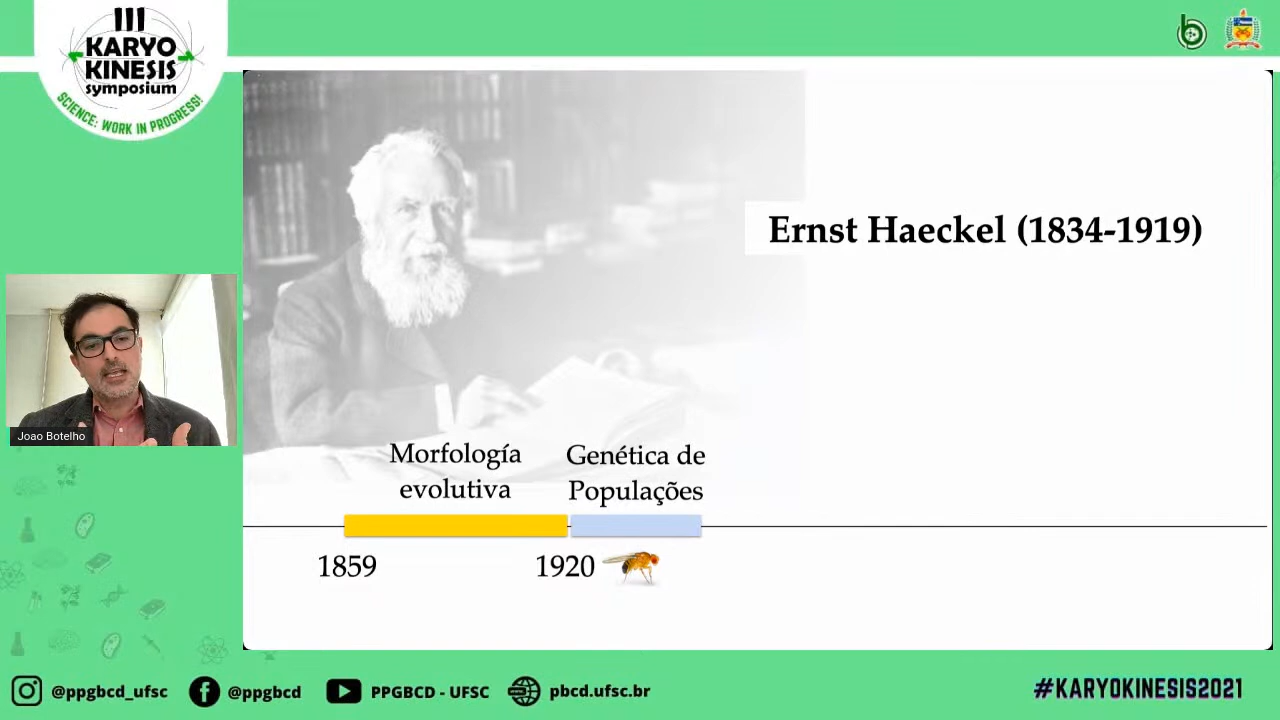 III
KARYO
KINESIS
symposium
SCIENCE: WORK IN PROGRESS!
Ernst Haeckel (1834-1919)
Joao Botelho
Morfología
evolutiva
Genética de
Populações
1859
1920
@ppgbcd_ufsc
@ppgbcd
PPGBCD - UFSC
pbcd.ufsc.br
#KARYOKINESIS2021